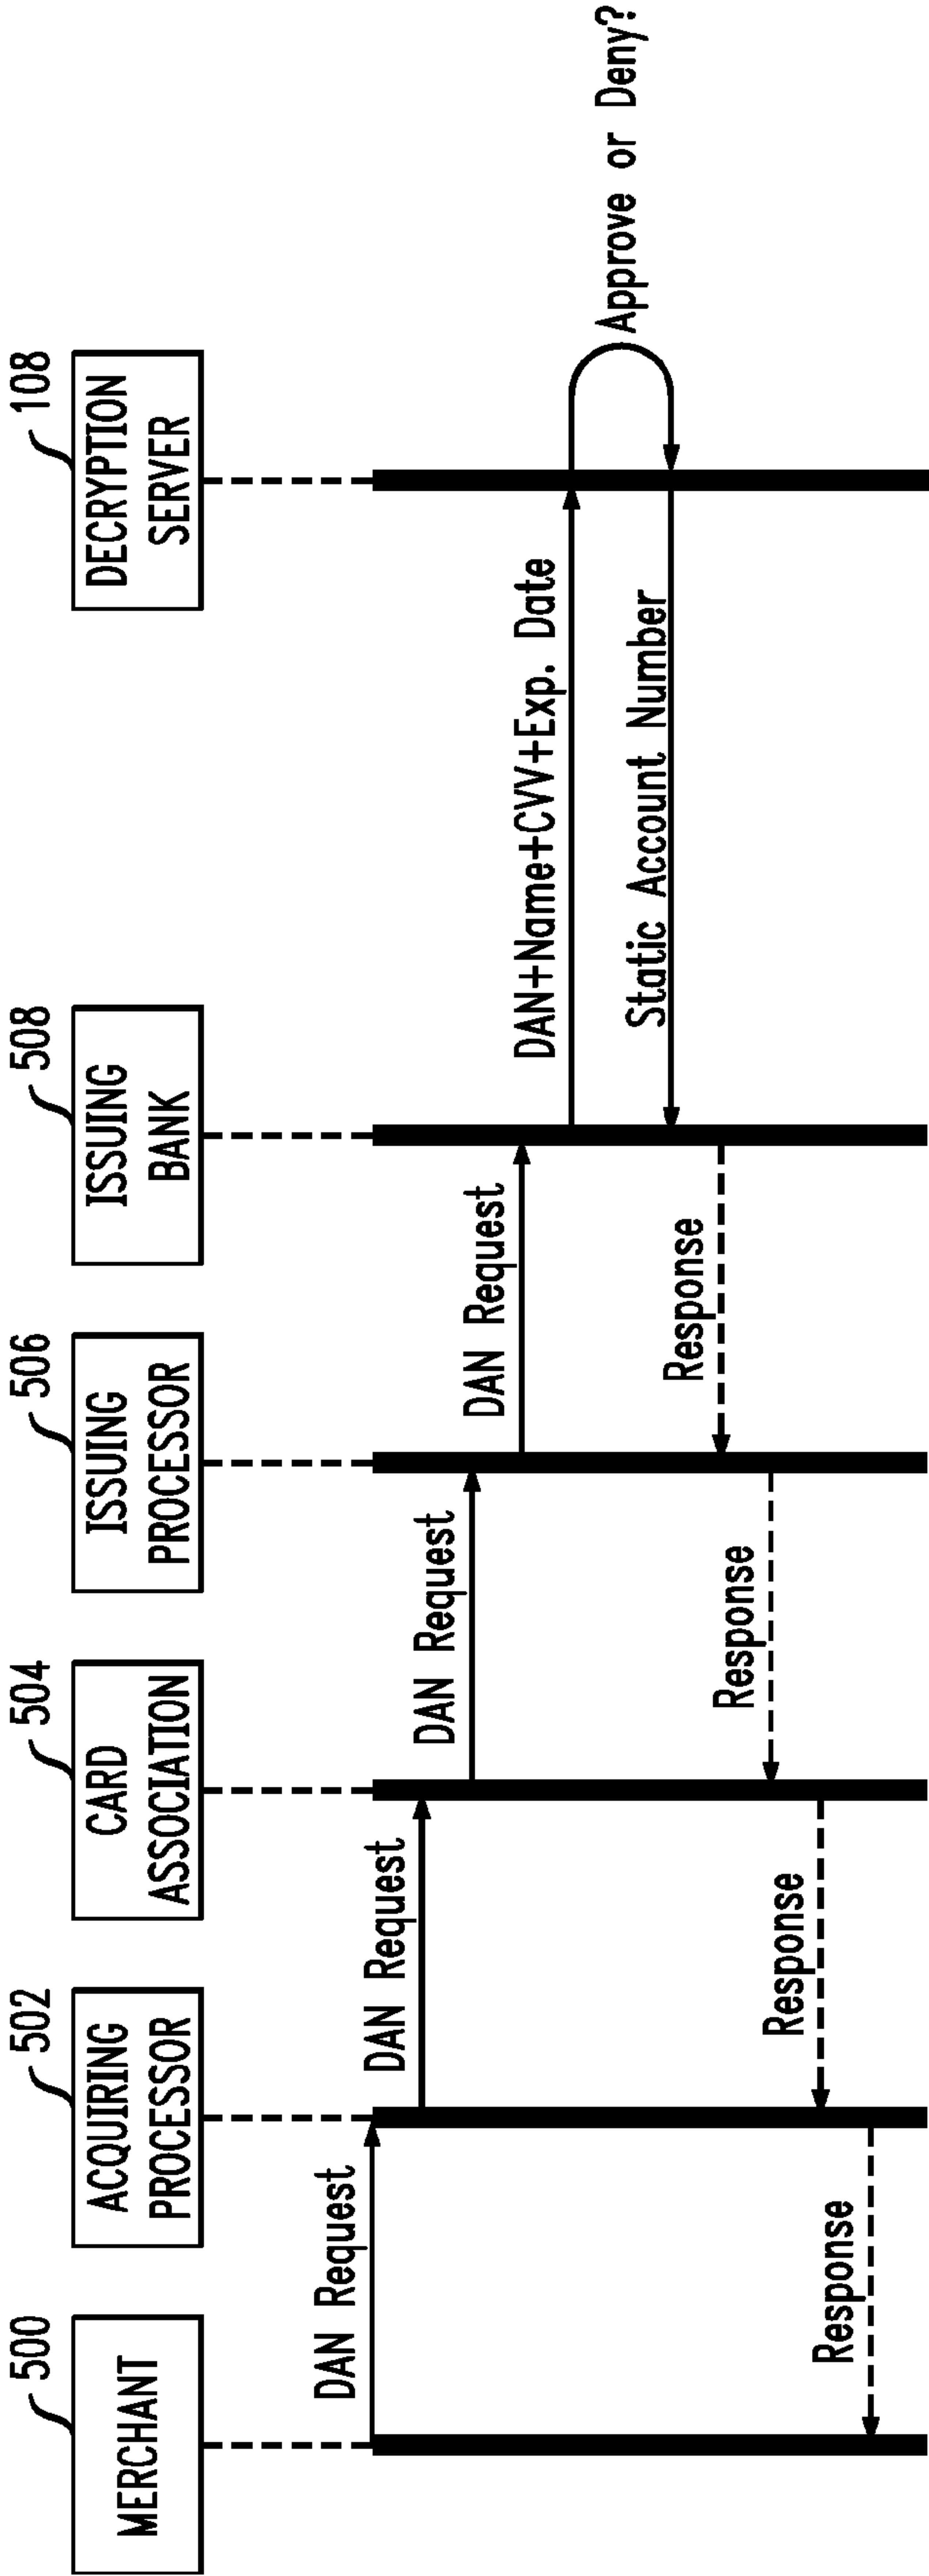 500
MERCHANT
502
ACQUIRING
PROCESSOR
504
CARD
ASSOCIATION
506
ISSUING
PROCESSOR
508
ISSUING
BANK
108
DECRYPTION
SERVER
DAN Request
DAN Request
DAN Request
DAN Request
DAN+Name+CVV+Exp. Date
Approve or Deny?
Static Account Number
Response
Response
Response
Response